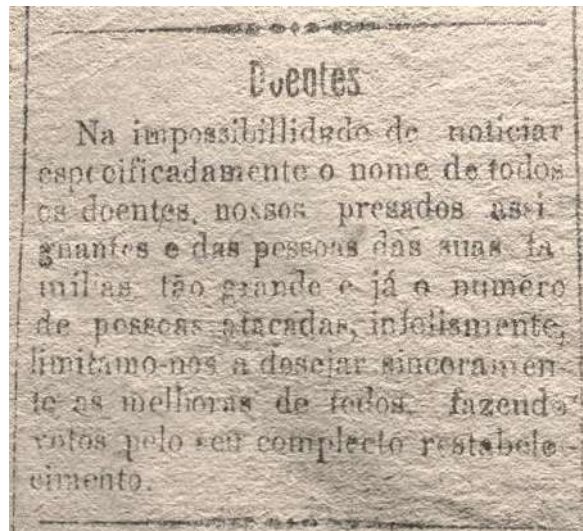 Doentes
Na impossibillidade de noticiar
especificadamente o nome de todos
os doentes, nossos presados assi
gnantes e das pessoas das suas fa
milias tão grande e já o numéro
de pessoas atacadas, infelismente,
limitamo-nos a desejar sinceramen-
te as melhoras de todos, fazendo
votos pelo seu complecto restabele-
cimento.